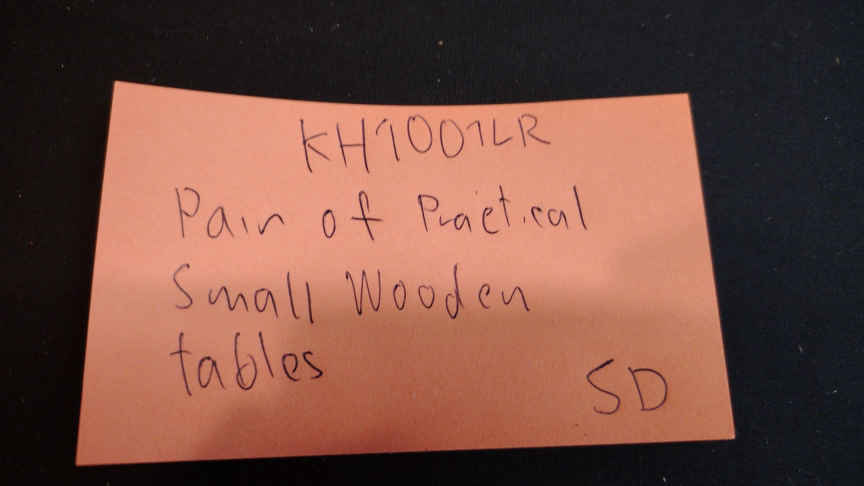 KH1001LR
Pair of Practical
Small Wooden
tables
SD